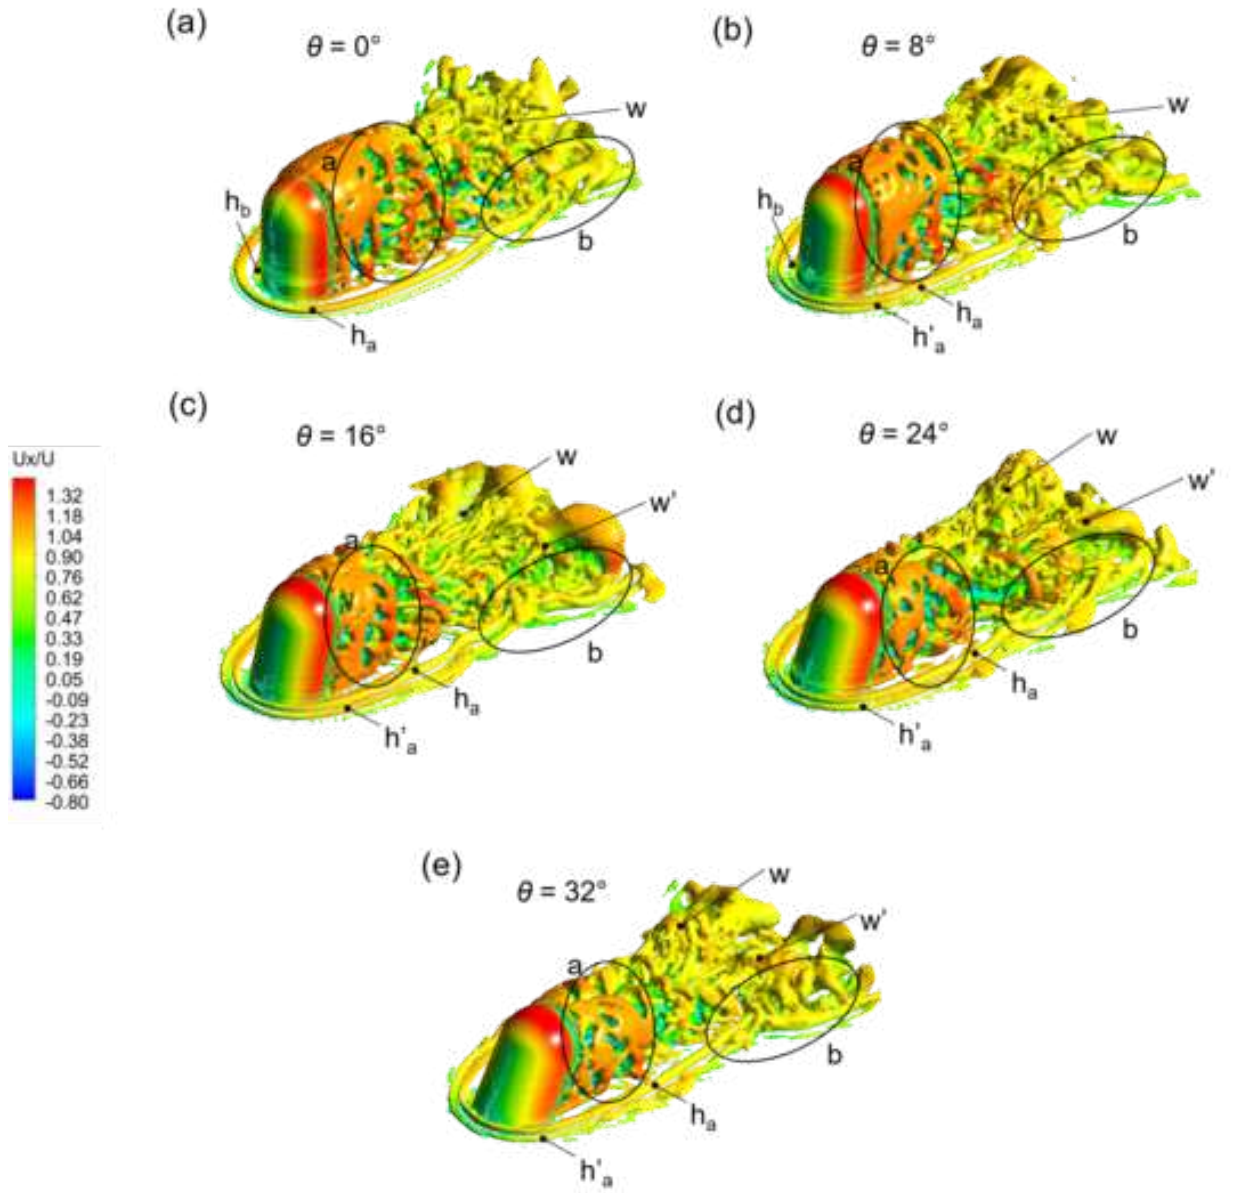 (a)
θ = 0°
w
a
h_b
b
h_a
(b)
θ = 8°
w
a
h_b
b
h_a
h'_a
(c)
θ = 16°
w
w'
a
b
h_a
h'_a
(d)
θ = 24°
w
w'
a
b
h_a
h'_a
Ux/U
1.32
1.18
1.04
0.90
0.76
0.62
0.47
0.33
0.19
0.05
-0.09
-0.23
-0.38
-0.52
-0.66
-0.80
(e)
θ = 32°
w
w'
a
b
h_a
h'_a